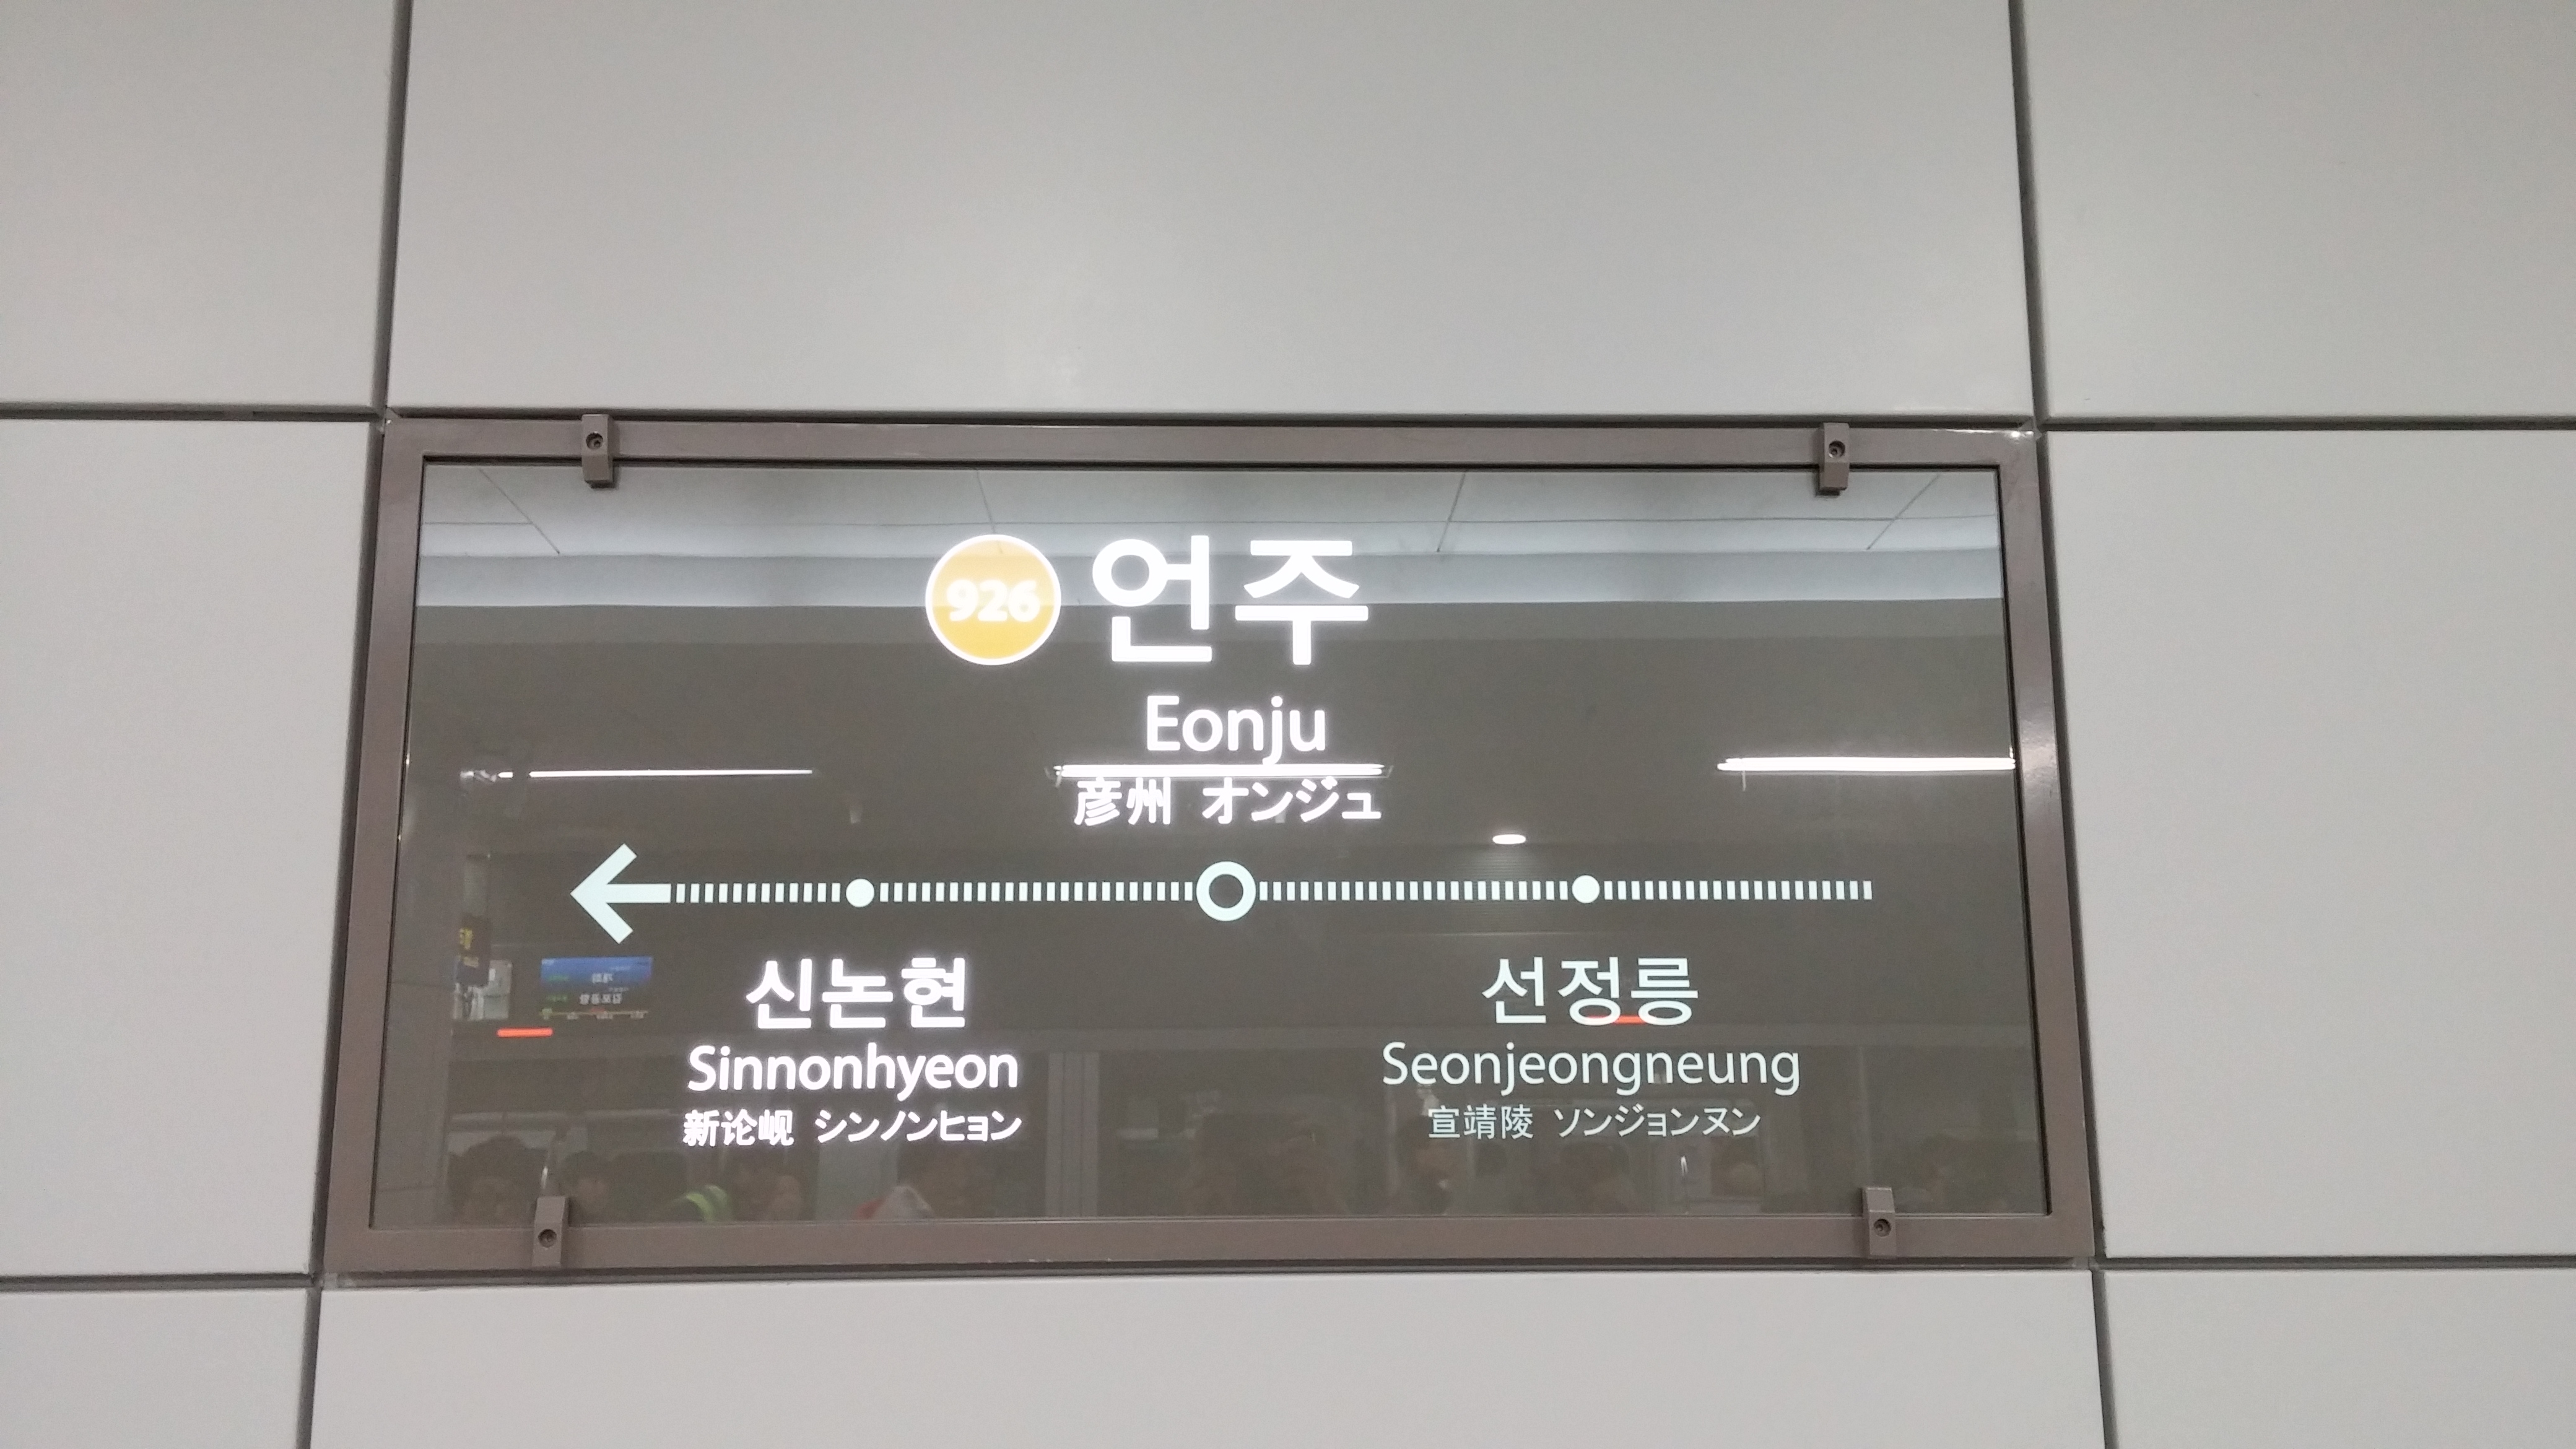 926 언주
Eonju
彦州 オンジュ
신논현
Sinnonhyeon
新论岘 シンノンヒョン
선정릉
Seonjeongneung
宣靖陵 ソンジョンヌン